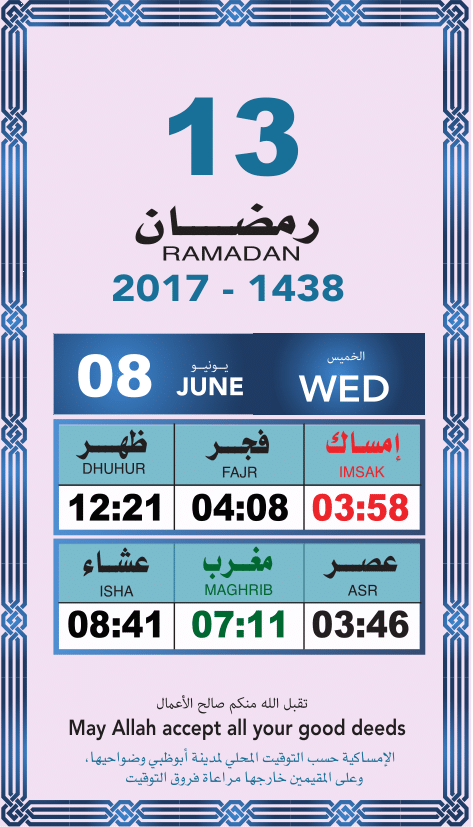 13
رمضان
RAMADAN
2017 - 1438
08 يونيو JUNE الخميس WED
ظهر فجر إمساك
DHUHUR FAJR IMSAK
12:21 04:08 03:58
عشاء مغرب عصر
ISHA MAGHRIB ASR
08:41 07:11 03:46
تقبل الله منكم صالح الأعمال
May Allah accept all your good deeds
الإمساكية حسب التوقيت المحلي لمدينة أبوظبي وضواحيها،
وعلى المقيمين خارجها مراعاة فروق التوقيت